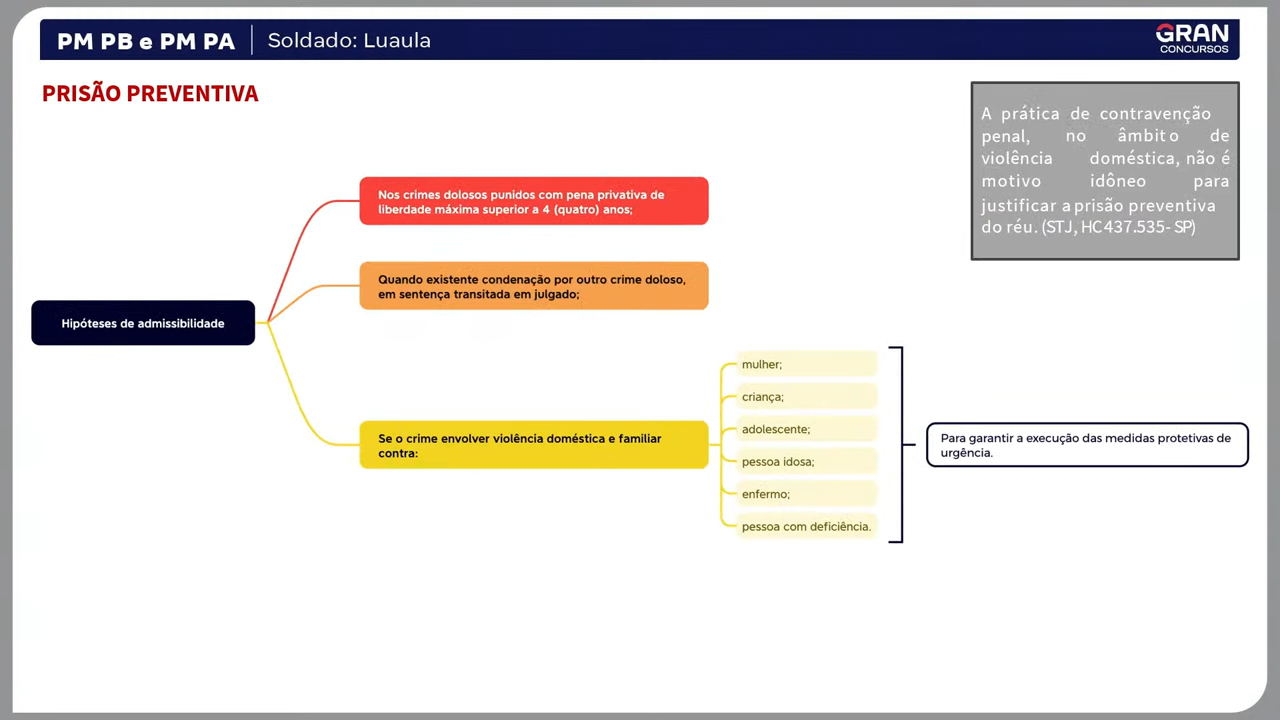 PM PB e PM PA
Soldado: Luaula
GRAN
CONCURSOS
PRISÃO PREVENTIVA
A prática de contravenção
penal, no âmbito de
violência doméstica, não é
motivo idôneo para
justificar a prisão preventiva
do réu. (STJ, HC 437.535- SP)
Nos crimes dolosos punidos com pena privativa de
liberdade máxima superior a 4 (quatro) anos;
Quando existente condenação por outro crime doloso,
em sentença transitada em julgado;
Hipóteses de admissibilidade
Se o crime envolver violência doméstica e familiar
contra:
mulher;
criança;
adolescente;
pessoa idosa;
enfermo;
pessoa com deficiência.
Para garantir a execução das medidas protetivas de
urgência.